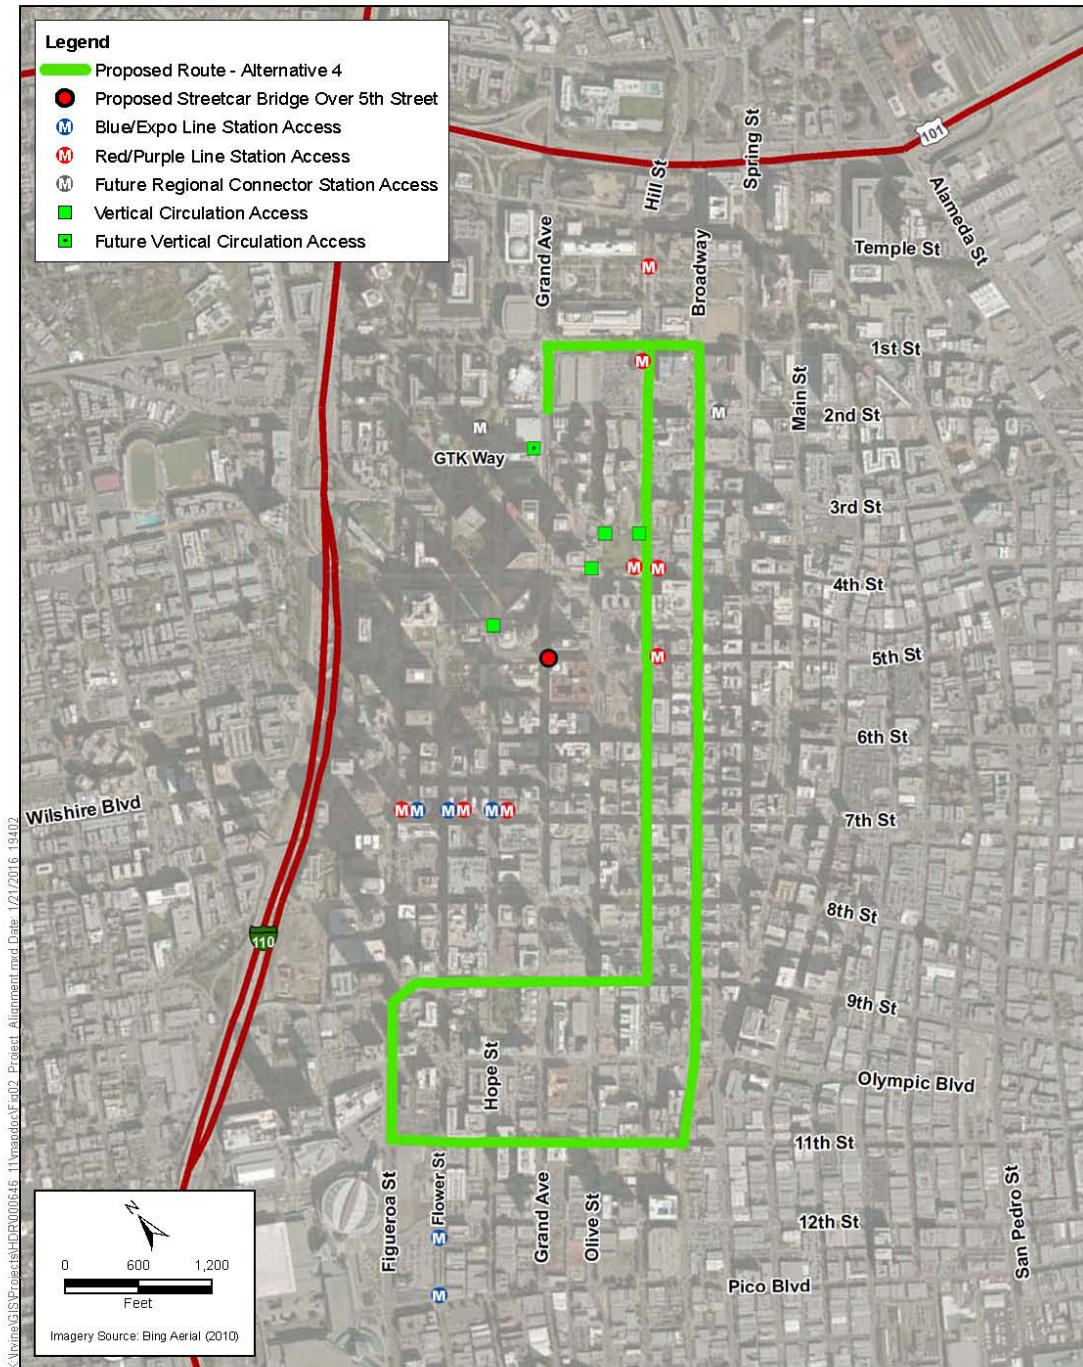 Legend
Proposed Route - Alternative 4
Proposed Streetcar Bridge Over 5th Street
M Blue/Expo Line Station Access
M Red/Purple Line Station Access
M Future Regional Connector Station Access
Vertical Circulation Access
Future Vertical Circulation Access
101
Hill St
Spring St
Alameda St
Grand Ave
Broadway
Temple St
M
1st St
M
Main St
2nd St
M
M
GTK Way
3rd St
M M
4th St
M
5th St
6th St
Wilshire Blvd
M M M M M M
7th St
8th St
110
9th St
Hope St
Olympic Blvd
11th St
Figueroa St
Flower St
Grand Ave
Olive St
San Pedro St
12th St
M
Pico Blvd
M
N
0 600 1,200
Feet
Imagery Source: Bing Aerial (2010)